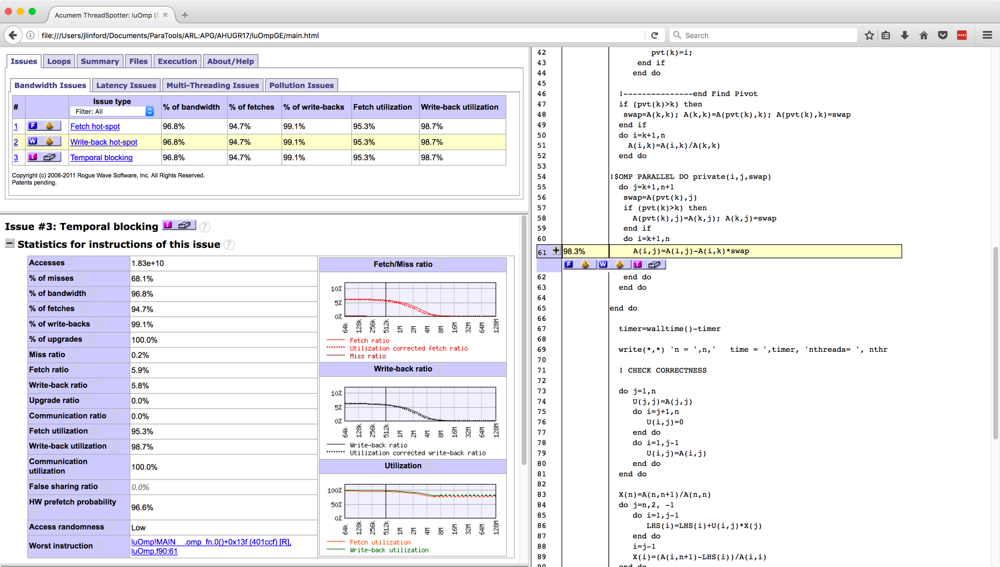 Acumem ThreadSpotter: luOmp (
file:///Users/jlinford/Documents/ParaTools/ARL:APG/AHUGR17/luOmpGE/main.html
Search
Issues Loops Summary Files Execution About/Help
Bandwidth Issues Latency Issues Multi-Threading Issues Pollution Issues
# Issue type % of bandwidth % of fetches % of write-backs Fetch utilization Write-back utilization
Filter: All
1 F Fetch hot-spot 96.8% 94.7% 99.1% 95.3% 98.7%
2 W Write-back hot-spot 96.8% 94.7% 99.1% 95.3% 98.7%
3 T Temporal blocking 96.8% 94.7% 99.1% 95.3% 98.7%
Copyright (c) 2006-2011 Rogue Wave Software, Inc. All Rights Reserved.
Patents pending.
Issue #3: Temporal blocking T ?
Statistics for instructions of this issue ?
Accesses ? 1.83e+10
% of misses ? 68.1%
% of bandwidth ? 96.8%
% of fetches ? 94.7%
% of write-backs ? 99.1%
% of upgrades ? 100.0%
Miss ratio ? 0.2%
Fetch ratio ? 5.9%
Write-back ratio ? 5.8%
Upgrade ratio ? 0.0%
Communication ratio ? 0.0%
Fetch utilization ? 95.3%
Write-back utilization ? 98.7%
Communication
utilization ? 100.0%
False sharing ratio ? 0.0%
HW prefetch probability
? 96.6%
Access randomness ? Low
Worst instruction ? luOmp!MAIN__.omp_fn.0()+0x13f (401ccf) [R],
luOmp.f90:61
Fetch/Miss ratio ?
10%
5%
0%
64k 128k 256k 512k 1M 2M 4M 8M 16M 32M 64M 128M
Fetch ratio
Utilization corrected fetch ratio
Miss ratio
Write-back ratio ?
10%
5%
0%
64k 128k 256k 512k 1M 2M 4M 8M 16M 32M 64M 128M
Write-back ratio
Utilization corrected write-back ratio
Utilization ?
100%
50%
0%
64k 128k 256k 512k 1M 2M 4M 8M 16M 32M 64M 128M
Fetch utilization
Write-back utilization
42 pvt(k)=i;
43 end if
44 end do
45
46 !---------------end Find Pivot
47 if (pvt(k)>k) then
48 swap=A(k,k); A(k,k)=A(pvt(k),k); A(pvt(k),k)=swap
49 end if
50 do i=k+1,n
51 A(i,k)=A(i,k)/A(k,k)
52 end do
53
54 !$OMP PARALLEL DO private(i,j,swap)
55 do j=k+1,n+1
56 swap=A(pvt(k),j)
57 if (pvt(k)>k) then
58 A(pvt(k),j)=A(k,j); A(k,j)=swap
59 end if
60 do i=k+1,n
61 + 98.3% A(i,j)=A(i,j)-A(i,k)*swap
F W T
62 end do
63 end do
64
65 end do
66
67 timer=walltime()-timer
68
69 write(*,*) 'n = ',n,' time = ',timer, 'nthreads= ', nthr
70
71 ! CHECK CORRECTNESS
72
73 do j=1,n
74 U(j,j)=A(j,j)
75 do i=j+1,n
76 U(i,j)=0
77 end do
78 do i=1,j-1
79 U(i,j)=A(i,j)
80 end do
81 end do
82
83 X(n)=A(n,n+1)/A(n,n)
84 do j=n,2, -1
85 do i=1,j-1
86 LHS(i)=LHS(i)+U(i,j)*X(j)
87 end do
88 i=j-1
89 X(i)=(A(i,n+1)-LHS(i))/A(i,i)
90 end do